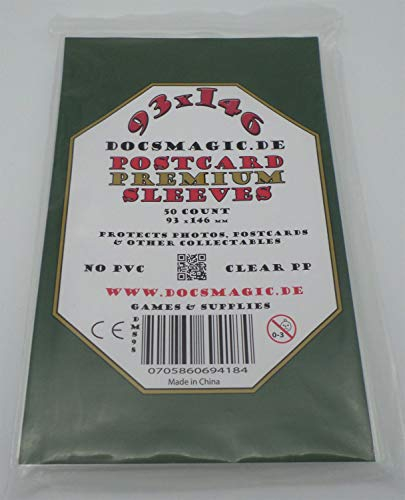 93x146
DOCSMAGIC.DE
POSTCARD
PREMIUM
SLEEVES
50 COUNT
93 x146 MM
PROTECTS PHOTOS, POSTCARDS
& OTHER COLLECTABLES
NO PVC CLEAR PP
WWW.DOCSMAGIC.DE
GAMES & SUPPLIES
CE DMS98 0-3
0705860694184
Made in China